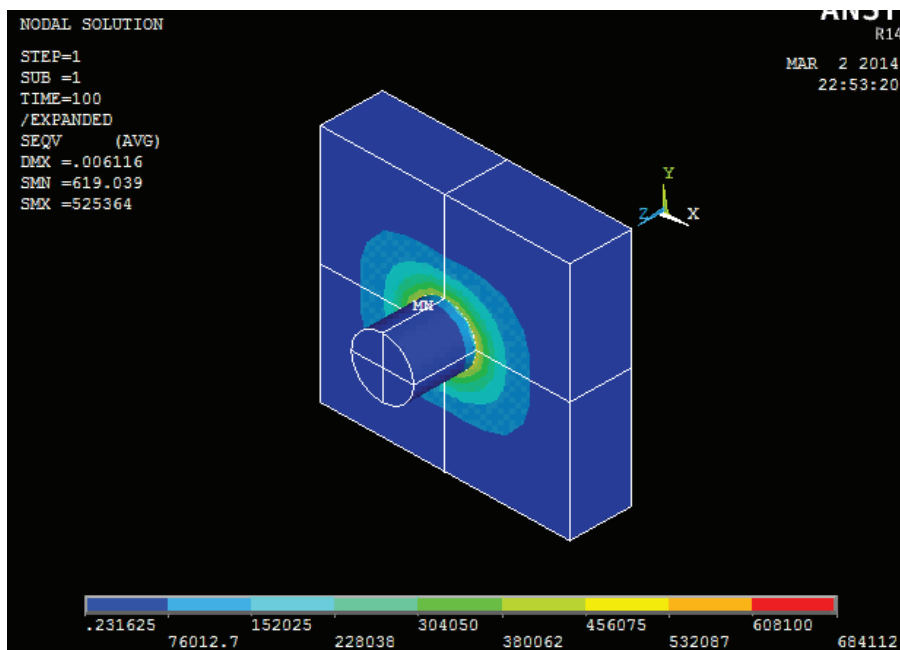 NODAL SOLUTION
STEP=1
SUB =1
TIME=100
/EXPANDED
SEQV     (AVG)
DMX =.006116
SMN =619.039
SMX =525364
R14
MAR  2 2014
22:53:20
Y
Z X
MN
.231625 152025 304050 456075 608100
76012.7 228038 380062 532087 684112